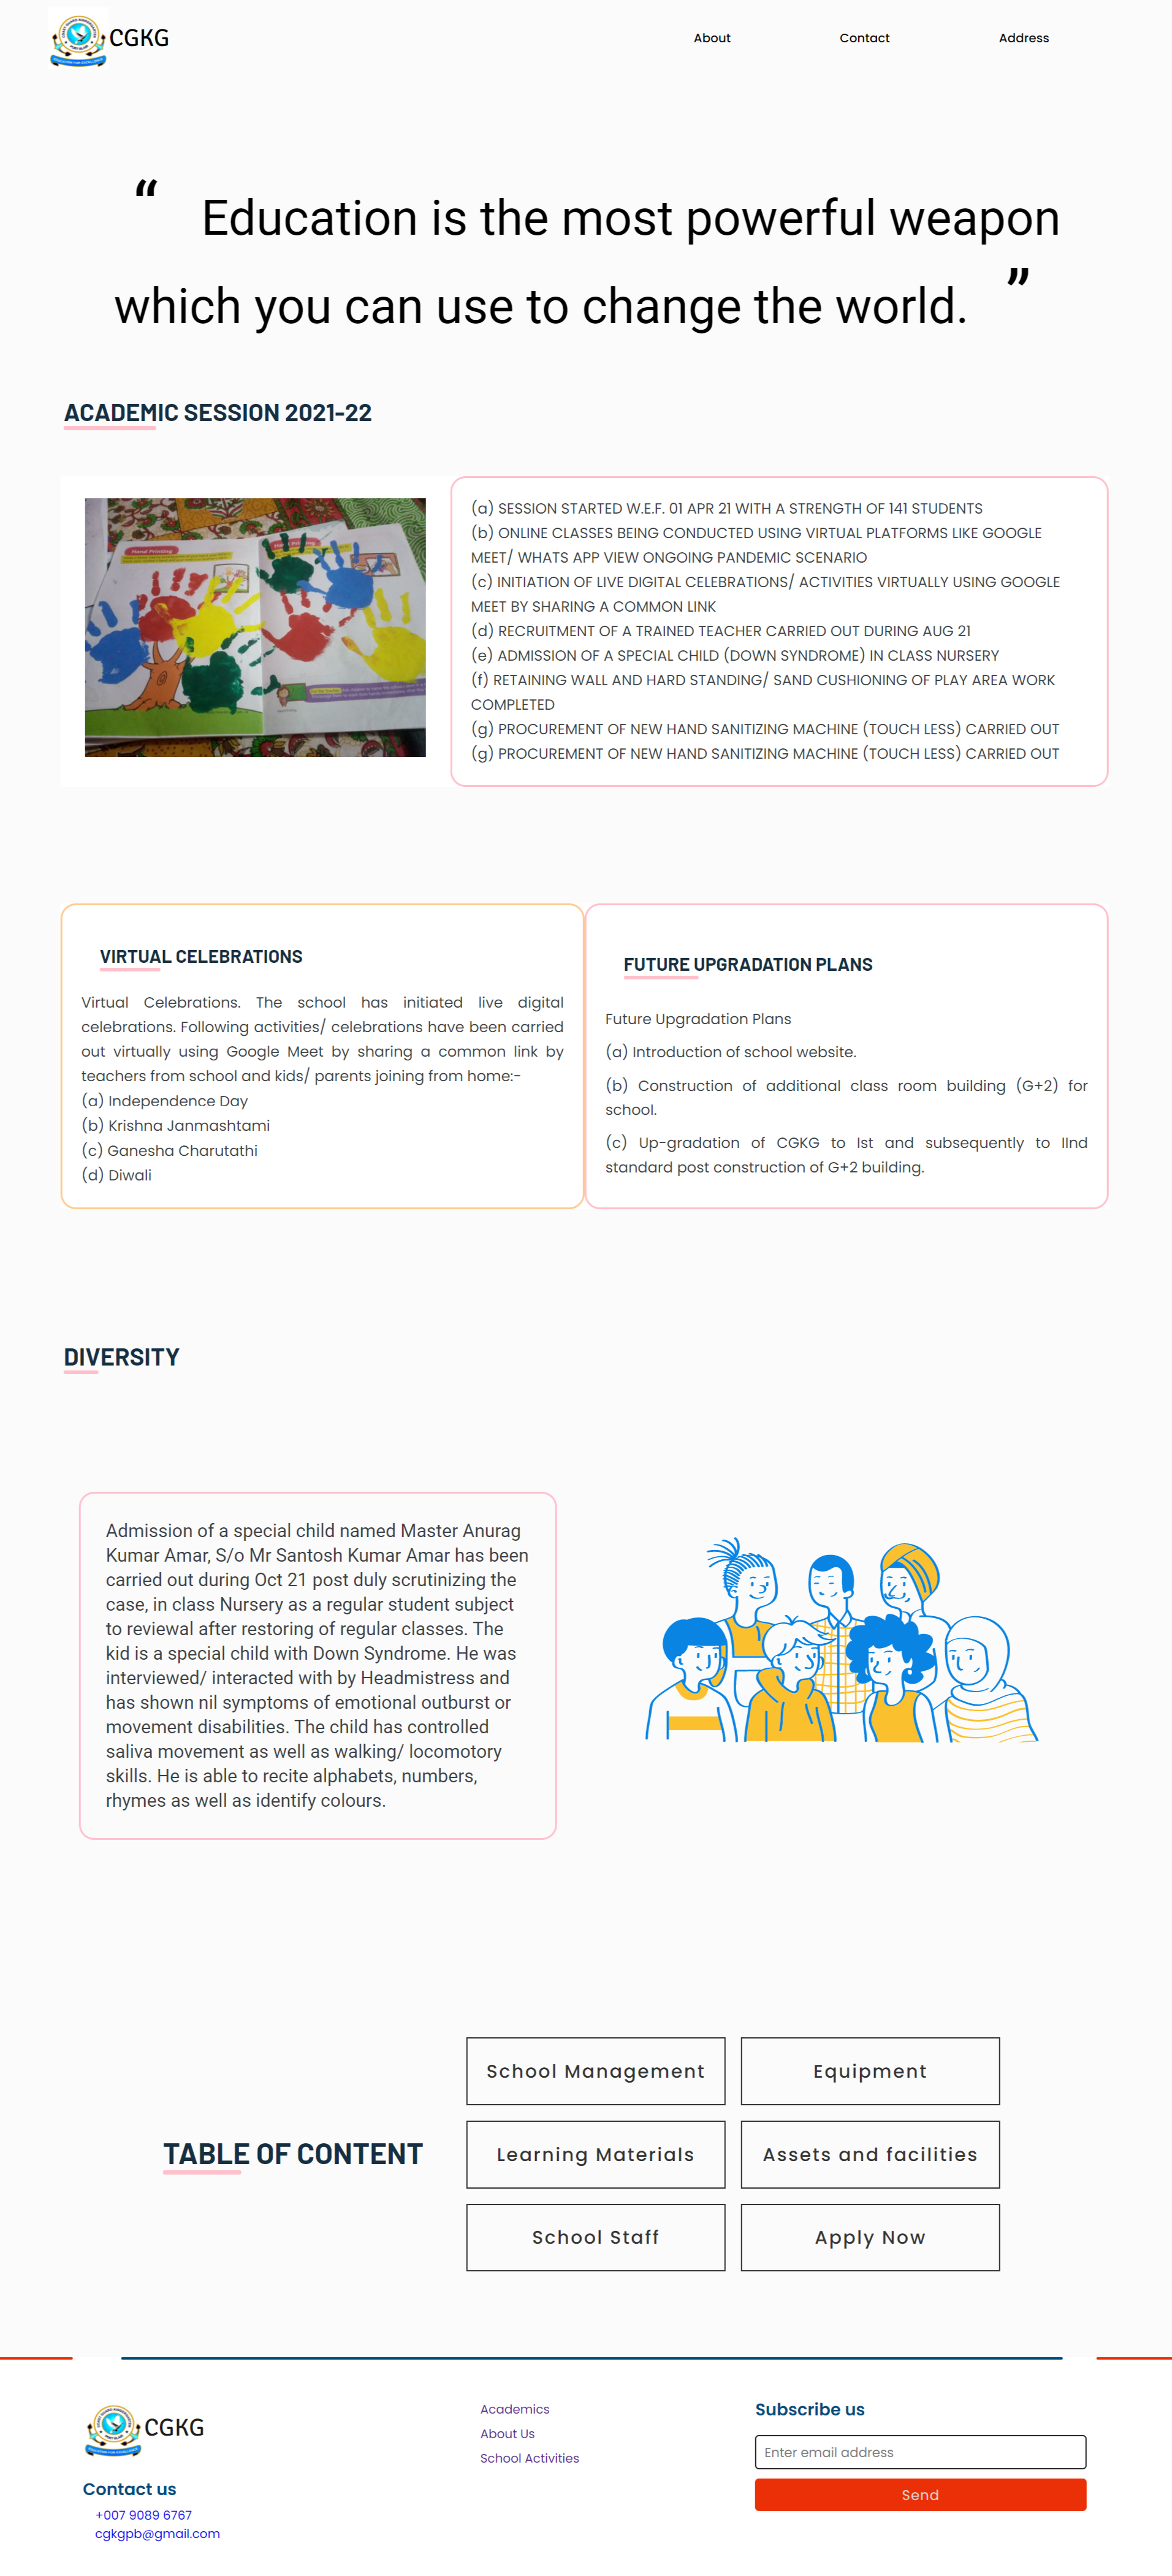 CGKG
About Contact Address
“ Education is the most powerful weapon
which you can use to change the world. ”
ACADEMIC SESSION 2021-22
Hand Printing
(a) SESSION STARTED W.E.F. 01 APR 21 WITH A STRENGTH OF 141 STUDENTS
(b) ONLINE CLASSES BEING CONDUCTED USING VIRTUAL PLATFORMS LIKE GOOGLE
MEET/ WHATS APP VIEW ONGOING PANDEMIC SCENARIO
(c) INITIATION OF LIVE DIGITAL CELEBRATIONS/ ACTIVITIES VIRTUALLY USING GOOGLE
MEET BY SHARING A COMMON LINK
(d) RECRUITMENT OF A TRAINED TEACHER CARRIED OUT DURING AUG 21
(e) ADMISSION OF A SPECIAL CHILD (DOWN SYNDROME) IN CLASS NURSERY
(f) RETAINING WALL AND HARD STANDING/ SAND CUSHIONING OF PLAY AREA WORK
COMPLETED
(g) PROCUREMENT OF NEW HAND SANITIZING MACHINE (TOUCH LESS) CARRIED OUT
(g) PROCUREMENT OF NEW HAND SANITIZING MACHINE (TOUCH LESS) CARRIED OUT
VIRTUAL CELEBRATIONS
Virtual Celebrations. The school has initiated live digital
celebrations. Following activities/ celebrations have been carried
out virtually using Google Meet by sharing a common link by
teachers from school and kids/ parents joining from home:-
(a) Independence Day
(b) Krishna Janmashtami
(c) Ganesha Charutathi
(d) Diwali
FUTURE UPGRADATION PLANS
Future Upgradation Plans
(a) Introduction of school website.
(b) Construction of additional class room building (G+2) for
school.
(c) Up-gradation of CGKG to Ist and subsequently to IInd
standard post construction of G+2 building.
DIVERSITY
Admission of a special child named Master Anurag
Kumar Amar, S/o Mr Santosh Kumar Amar has been
carried out during Oct 21 post duly scrutinizing the
case, in class Nursery as a regular student subject
to reviewal after restoring of regular classes. The
kid is a special child with Down Syndrome. He was
interviewed/ interacted with by Headmistress and
has shown nil symptoms of emotional outburst or
movement disabilities. The child has controlled
saliva movement as well as walking/ locomotory
skills. He is able to recite alphabets, numbers,
rhymes as well as identify colours.
TABLE OF CONTENT
School Management
Equipment
Learning Materials
Assets and facilities
School Staff
Apply Now
CGKG
Contact us
+007 9089 6767
cgkgpb@gmail.com
Academics
About Us
School Activities
Subscribe us
Enter email address
Send